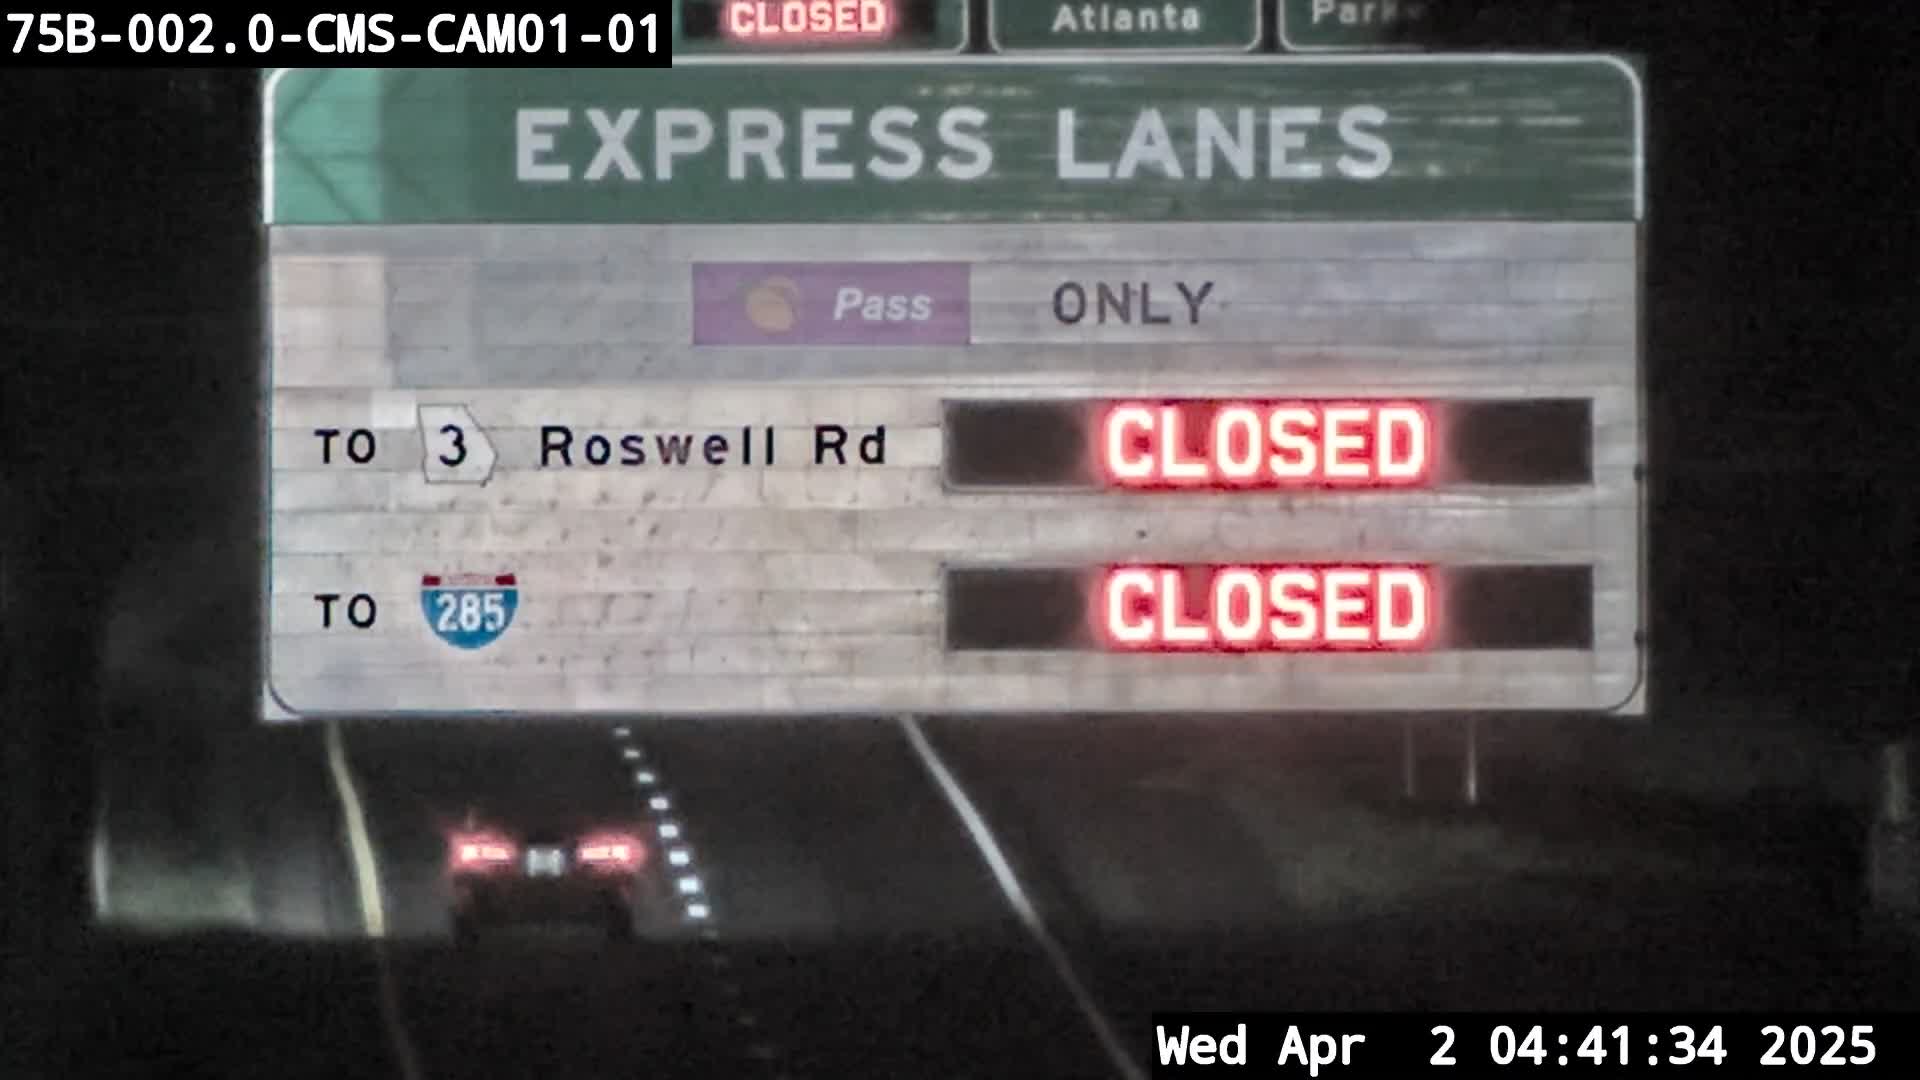 75B-002.0-CMS-CAM01-01
CLOSED
Atlanta
EXPRESS LANES
Pass ONLY
TO 3 Roswell Rd CLOSED
TO 285 CLOSED
Wed Apr 2 04:41:34 2025